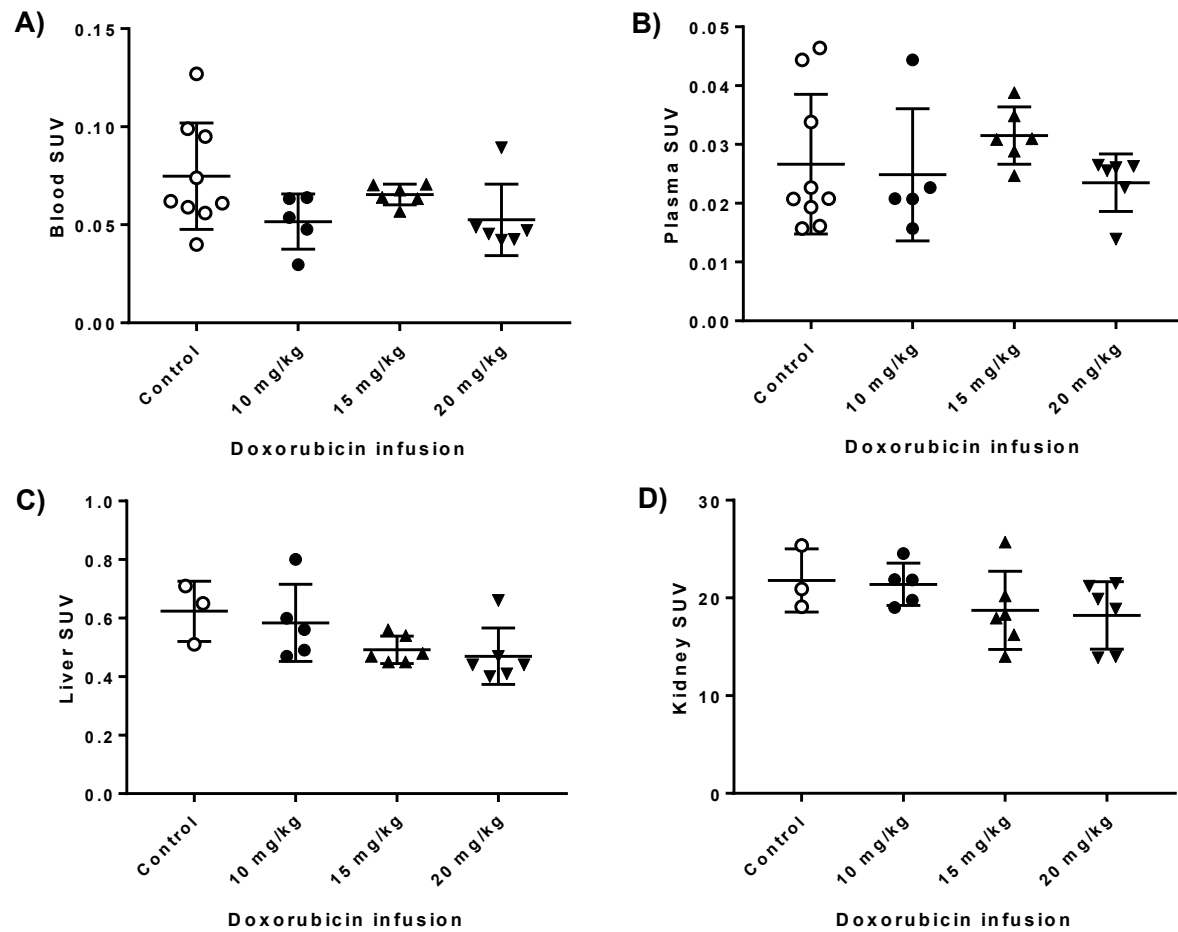 A)
Blood SUV
0.15
0.10
0.05
0.00
Control
10 mg/kg
15 mg/kg
20 mg/kg
Doxorubicin infusion
B)
Plasma SUV
0.05
0.04
0.03
0.02
0.01
0.00
Control
10 mg/kg
15 mg/kg
20 mg/kg
Doxorubicin infusion
C)
Liver SUV
1.0
0.8
0.6
0.4
0.2
0.0
Control
10 mg/kg
15 mg/kg
20 mg/kg
Doxorubicin infusion
D)
Kidney SUV
30
20
10
0
Control
10 mg/kg
15 mg/kg
20 mg/kg
Doxorubicin infusion